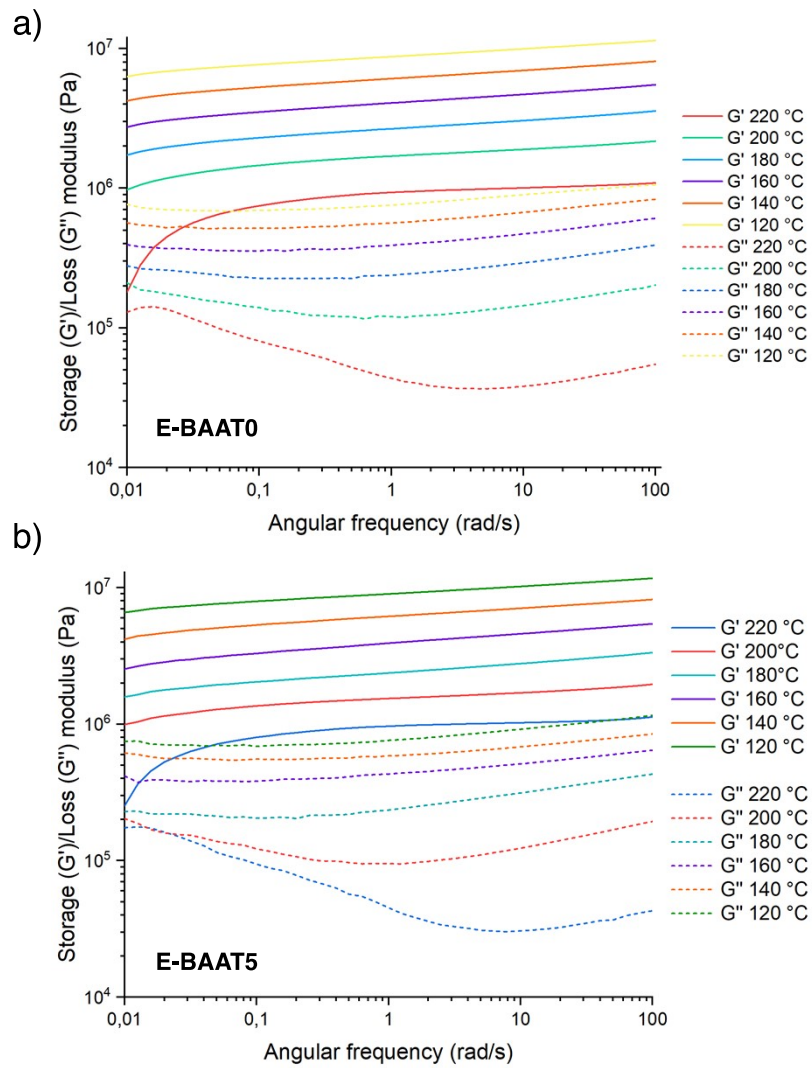 a)
Storage (G')/Loss (G'') modulus (Pa)
10⁷
10⁶
10⁵
10⁴
0,01 0,1 1 10 100
Angular frequency (rad/s)
E-BAAT0
G' 220 °C
G' 200 °C
G' 180 °C
G' 160 °C
G' 140 °C
G' 120 °C
G'' 220 °C
G'' 200 °C
G'' 180 °C
G'' 160 °C
G'' 140 °C
G'' 120 °C
b)
Storage (G')/Loss (G'') modulus (Pa)
10⁷
10⁶
10⁵
10⁴
0,01 0,1 1 10 100
Angular frequency (rad/s)
E-BAAT5
G' 220 °C
G' 200°C
G' 180°C
G' 160 °C
G' 140 °C
G' 120 °C
G'' 220 °C
G'' 200 °C
G'' 180 °C
G'' 160 °C
G'' 140 °C
G'' 120 °C